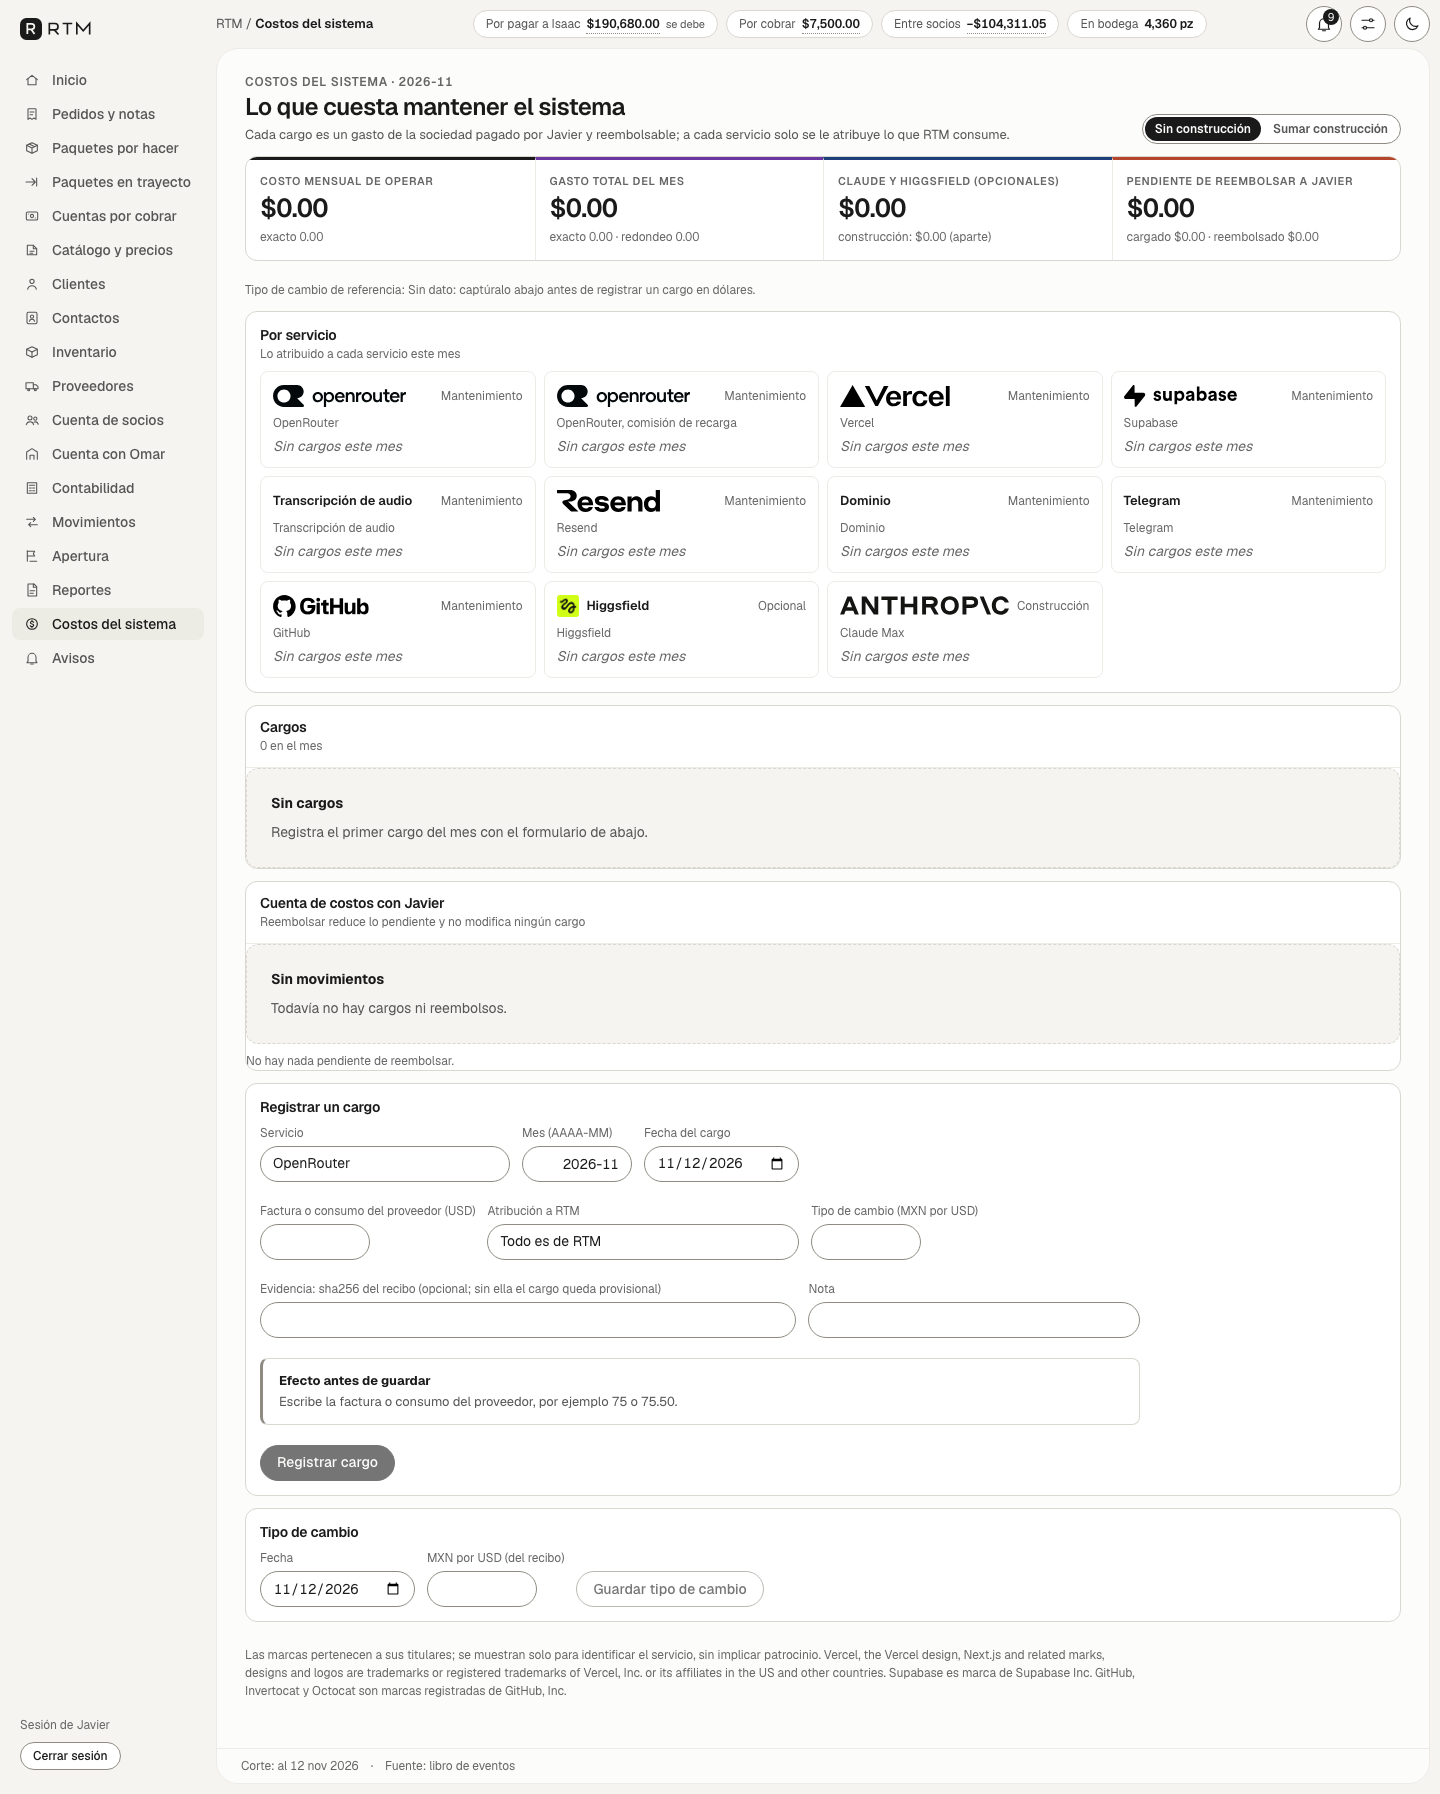 R RTM
RTM / Costos del sistema
Por pagar a Isaac $190,680.00 se debe
Por cobrar $7,500.00
Entre socios −$104,311.05
En bodega 4,360 pz
9
Inicio
Pedidos y notas
Paquetes por hacer
Paquetes en trayecto
Cuentas por cobrar
Catálogo y precios
Clientes
Contactos
Inventario
Proveedores
Cuenta de socios
Cuenta con Omar
Contabilidad
Movimientos
Apertura
Reportes
Costos del sistema
Avisos
Sesión de Javier
Cerrar sesión
COSTOS DEL SISTEMA · 2026-11
Lo que cuesta mantener el sistema
Cada cargo es un gasto de la sociedad pagado por Javier y reembolsable; a cada servicio solo se le atribuye lo que RTM consume.
Sin construcción Sumar construcción
COSTO MENSUAL DE OPERAR
$0.00
exacto 0.00
GASTO TOTAL DEL MES
$0.00
exacto 0.00 · redondeo 0.00
CLAUDE Y HIGGSFIELD (OPCIONALES)
$0.00
construcción: $0.00 (aparte)
PENDIENTE DE REEMBOLSAR A JAVIER
$0.00
cargado $0.00 · reembolsado $0.00
Tipo de cambio de referencia: Sin dato: captúralo abajo antes de registrar un cargo en dólares.
Por servicio
Lo atribuido a cada servicio este mes
openrouter Mantenimiento
OpenRouter
Sin cargos este mes
openrouter Mantenimiento
OpenRouter, comisión de recarga
Sin cargos este mes
Vercel Mantenimiento
Vercel
Sin cargos este mes
supabase Mantenimiento
Supabase
Sin cargos este mes
Transcripción de audio Mantenimiento
Transcripción de audio
Sin cargos este mes
Resend Mantenimiento
Resend
Sin cargos este mes
Dominio Mantenimiento
Dominio
Sin cargos este mes
Telegram Mantenimiento
Telegram
Sin cargos este mes
GitHub Mantenimiento
GitHub
Sin cargos este mes
Higgsfield Opcional
Higgsfield
Sin cargos este mes
ANTHROP\C Construcción
Claude Max
Sin cargos este mes
Cargos
0 en el mes
Sin cargos
Registra el primer cargo del mes con el formulario de abajo.
Cuenta de costos con Javier
Reembolsar reduce lo pendiente y no modifica ningún cargo
Sin movimientos
Todavía no hay cargos ni reembolsos.
No hay nada pendiente de reembolsar.
Registrar un cargo
Servicio Mes (AAAA-MM) Fecha del cargo
OpenRouter 2026-11 11/12/2026
Factura o consumo del proveedor (USD) Atribución a RTM Tipo de cambio (MXN por USD)
Todo es de RTM
Evidencia: sha256 del recibo (opcional; sin ella el cargo queda provisional) Nota
Efecto antes de guardar
Escribe la factura o consumo del proveedor, por ejemplo 75 o 75.50.
Registrar cargo
Tipo de cambio
Fecha MXN por USD (del recibo)
11/12/2026 Guardar tipo de cambio
Las marcas pertenecen a sus titulares; se muestran solo para identificar el servicio, sin implicar patrocinio. Vercel, the Vercel design, Next.js and related marks,
designs and logos are trademarks or registered trademarks of Vercel, Inc. or its affiliates in the US and other countries. Supabase es marca de Supabase Inc. GitHub,
Invertocat y Octocat son marcas registradas de GitHub, Inc.
Corte: al 12 nov 2026 · Fuente: libro de eventos